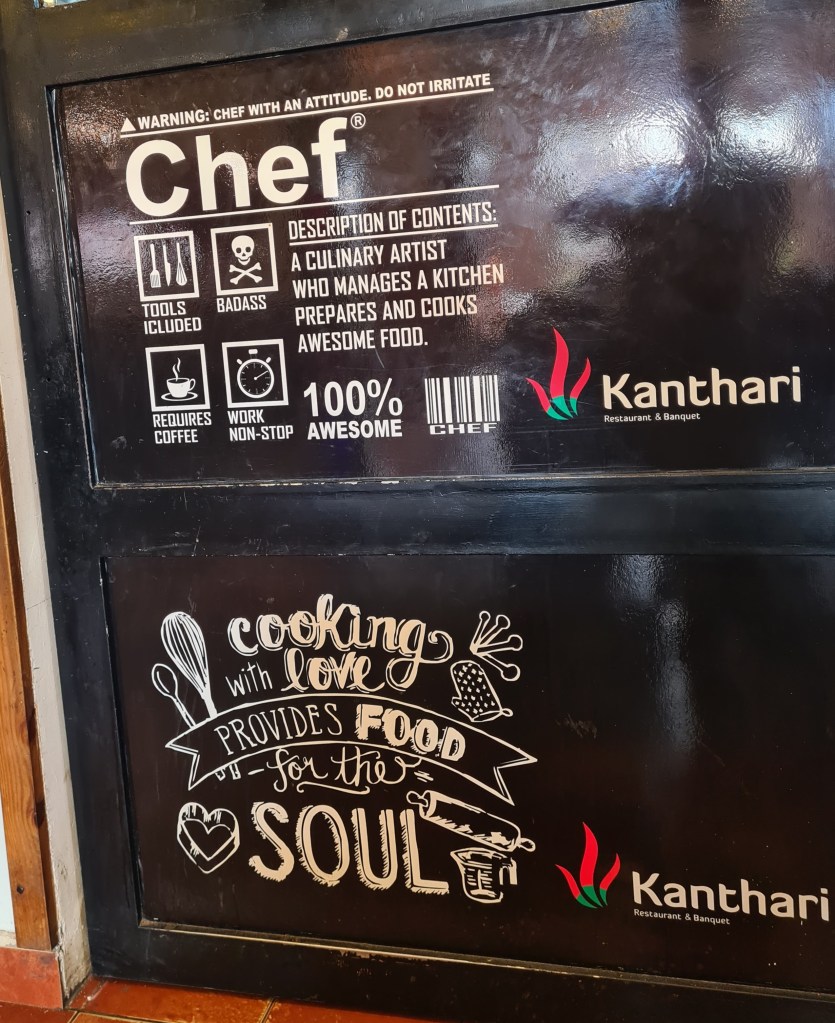 WARNING: CHEF WITH AN ATTITUDE. DO NOT IRRITATE
Chef®
DESCRIPTION OF CONTENTS:
A CULINARY ARTIST
WHO MANAGES A KITCHEN
PREPARES AND COOKS
AWESOME FOOD.
TOOLS
ICLUDED
BADASS
REQUIRES
COFFEE
WORK
NON-STOP
100%
AWESOME
CHEF
Kanthari
Restaurant & Banquet
cooking
with love
PROVIDES FOOD
for the
SOUL
Kanthari
Restaurant & Banquet